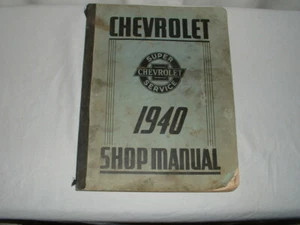 CHEVROLET
SUPER
CHEVROLET
SERVICE
1940
SHOP MANUAL